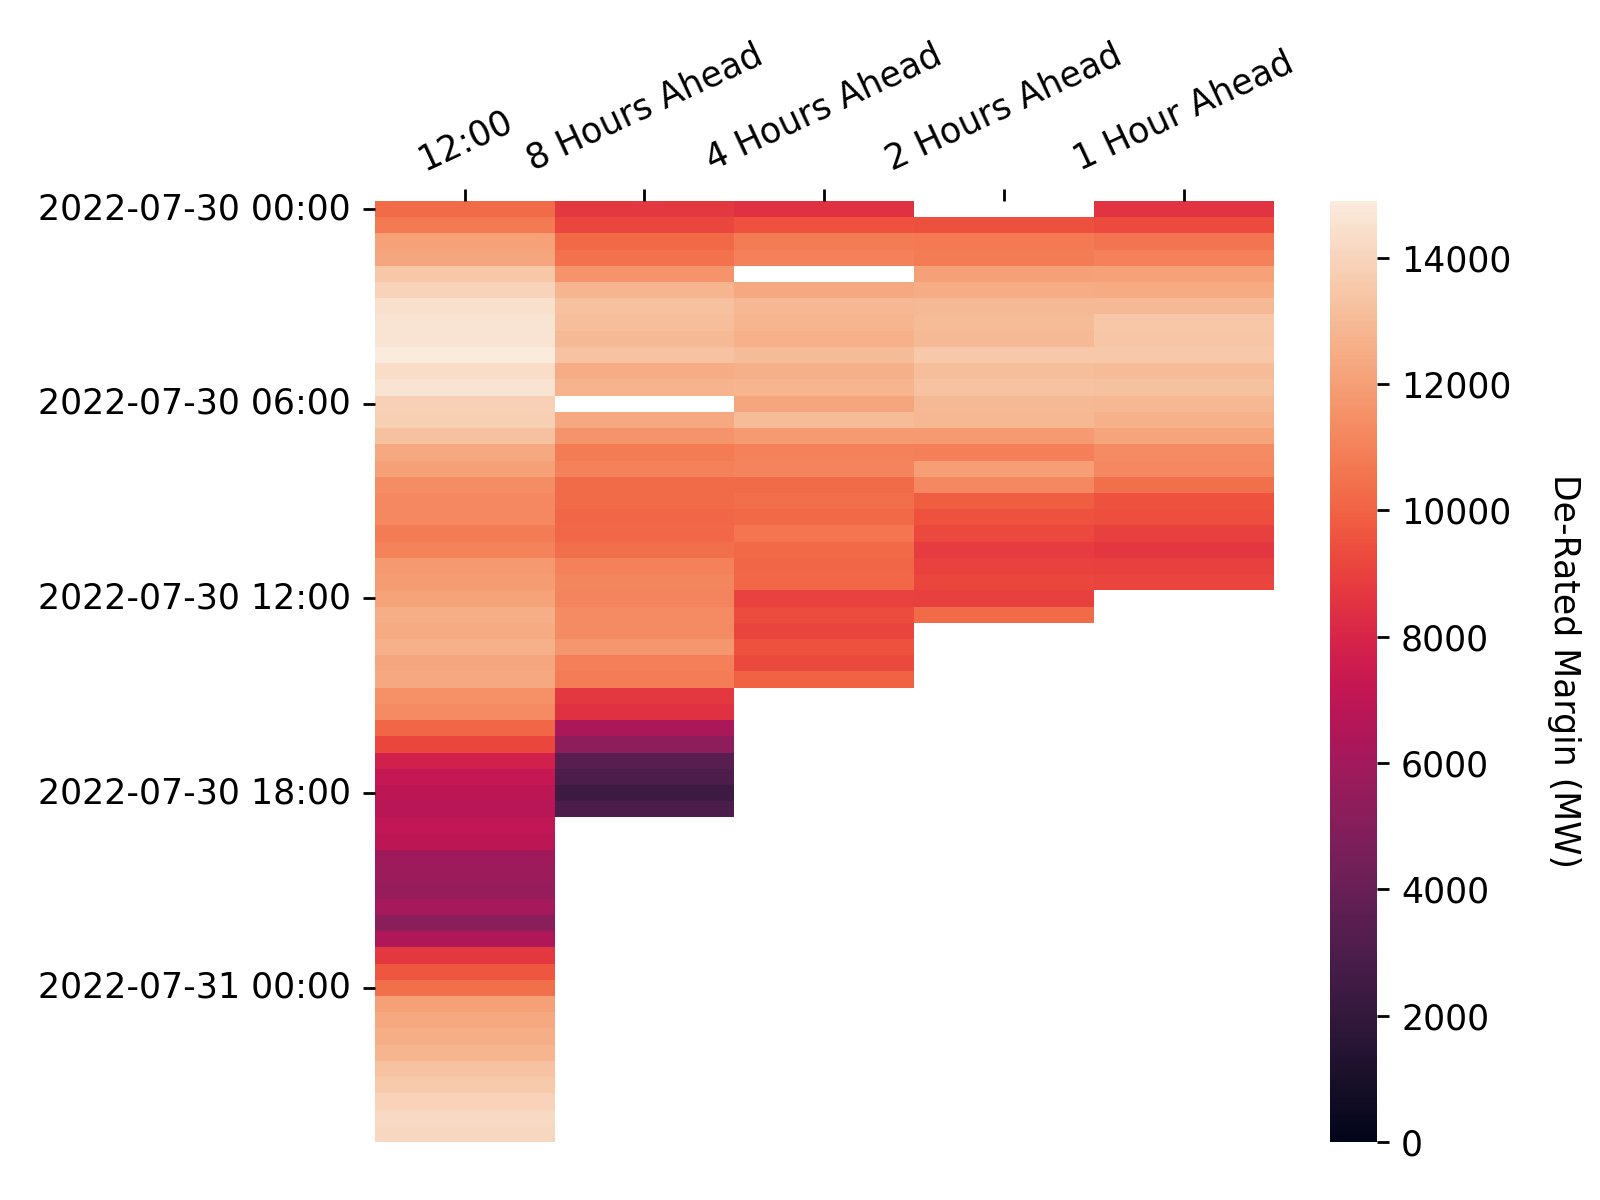 12:00
8 Hours Ahead
4 Hours Ahead
2 Hours Ahead
1 Hour Ahead
2022-07-30 00:00
2022-07-30 06:00
2022-07-30 12:00
2022-07-30 18:00
2022-07-31 00:00
14000
12000
10000
8000
6000
4000
2000
0
De-Rated Margin (MW)